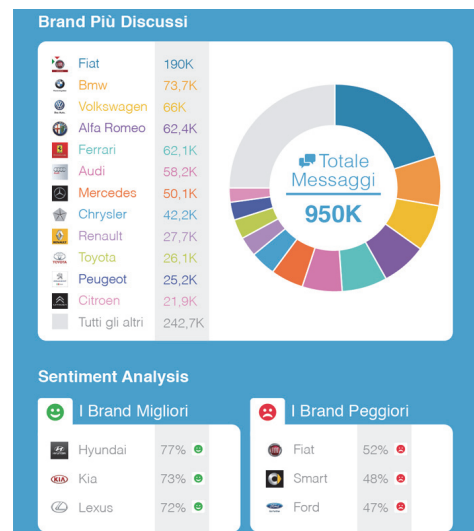 Brand Più Discussi
Fiat 190K
Bmw 73,7K
Volkswagen 66K
Alfa Romeo 62,4K
Ferrari 62,1K
Audi 58,2K
Mercedes 50,1K
Chrysler 42,2K
Renault 27,7K
Toyota 26,1K
Peugeot 25,2K
Citroen 21,9K
Tutti gli altri 242,7K
Totale
Messaggi
950K
Sentiment Analysis
I Brand Migliori
Hyundai 77%
Kia 73%
Lexus 72%
I Brand Peggiori
Fiat 52%
Smart 48%
Ford 47%